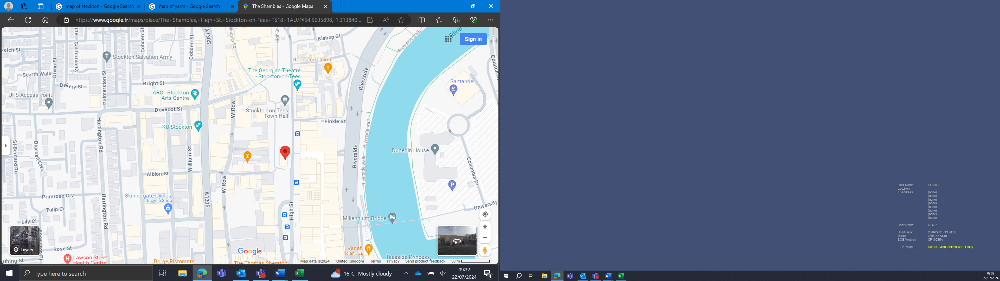 map of stockton - Google Search
map of yarm - Google Search
The Shambles - Google Maps
https://www.google.fr/maps/place/The+Shambles,+High+St,+Stockton-on-Tees+TS18+1AU/@54.5635898,-1.313840...
Sign in
Petch St
Dixon St
California Cl
Cobden St
Cobden St
A1305
High St
Bishop St
Riverside walk
Stockton Salvation Army
Hope and Union
The Georgian Theatre
- Stockton-on-Tees
Scarth Walk
Palmerston St
Bakery St
Bright St
Riverside
Santander
UPS Access Point
ARC - Stockton
Arts Centre
Dovecot St
W Row
Stockton-on-Tees
Town Hall
Finkle St
KU Stockton
Hartington Rd
Riverside walk
St Bernard Rd
Bluebell Cres
William St
Riverside
Riverside walk
Dunedin House
Columbia Dr
Albion St
W Row
P
Primrose Grv
Hartington Rd
Skinnergate Cycles
Bicycle Shop
A1305
High St
University
Tulip Cl
Lily Cl
Millennium Bridge
Layers
Rose St
Google
Vadah
Indian • ££
Lawson Street
Health Centre
Borge Ristorante
The Thomas Sheraton
Teesside Princess
Map data ©2024 United Kingdom Terms Privacy Send product feedback 50 m
Type here to search
1
16°C Mostly cloudy
09:32
22/07/2024
4
Host Name: LT30038
Location:
IP Address: (none)
(none)
(none)
(none)
(none)
(none)
(none)
(none)
User Name: C7437
Build Date: 26/09/2023 13:24:30
Model: Latitude 5440
SOE Version: CP10035A
FEP Policy: Default Client Antimalware Policy
09:32
22/07/2024